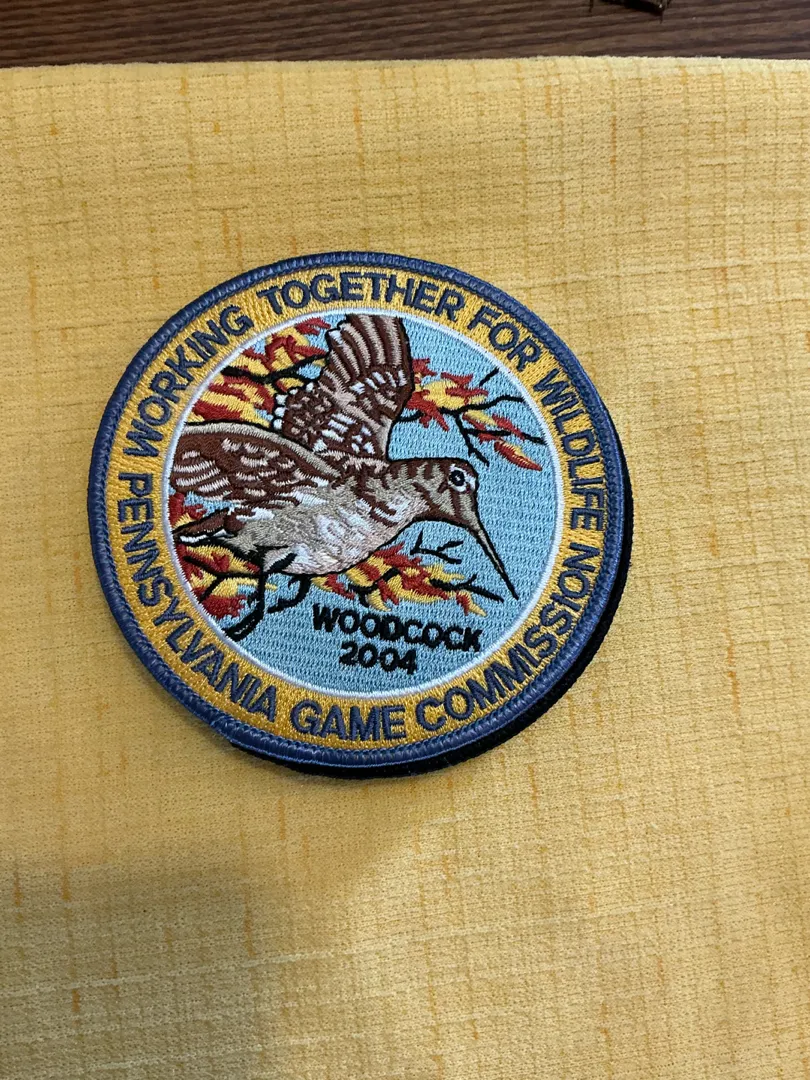 WORKING TOGETHER FOR WILDLIFE
PENNSYLVANIA GAME COMMISSION
WOODCOCK
2004